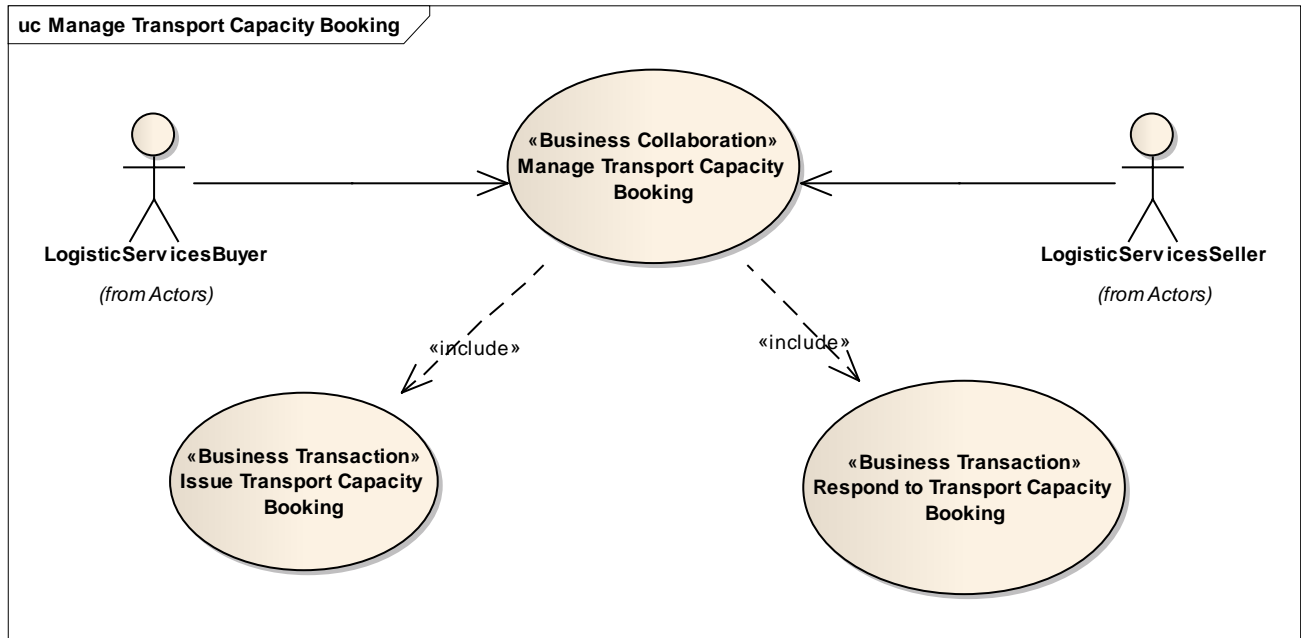 uc Manage Transport Capacity Booking
«Business Collaboration»
Manage Transport Capacity
Booking
LogisticServicesBuyer
(from Actors)
LogisticServicesSeller
(from Actors)
«include»
«include»
«Business Transaction»
Issue Transport Capacity
Booking
«Business Transaction»
Respond to Transport Capacity
Booking